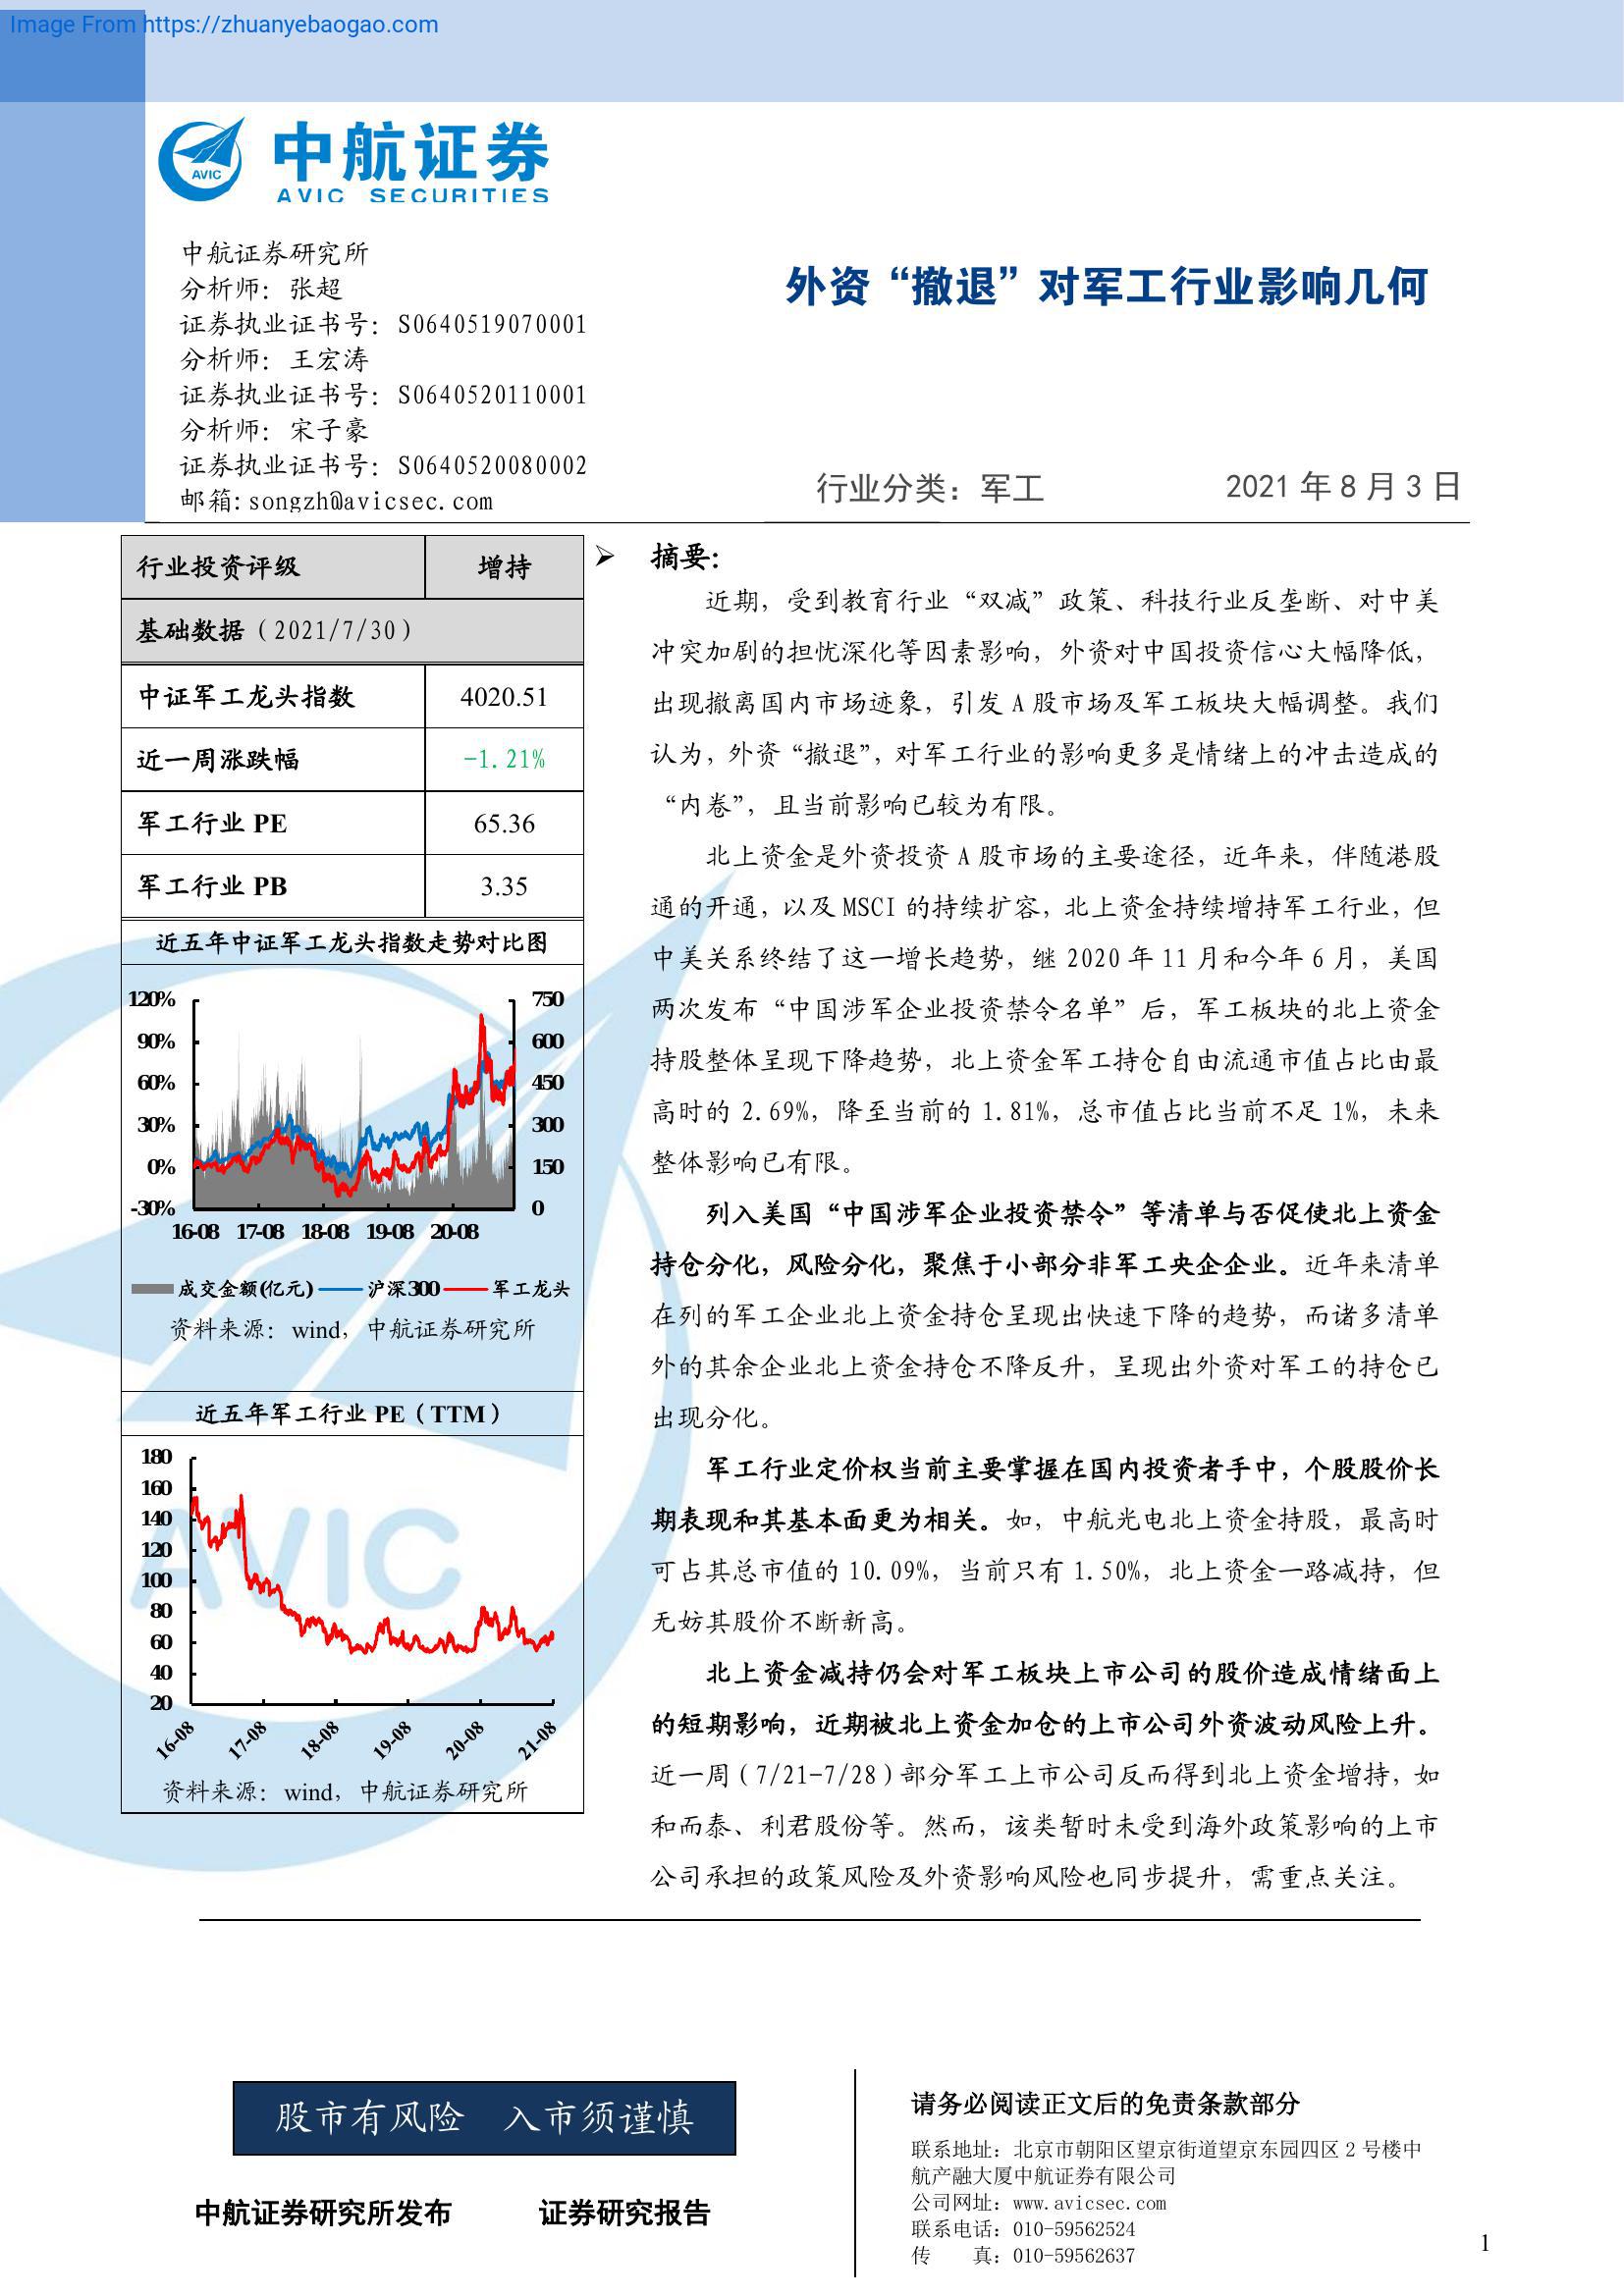 Image From https://zhuanyebaogao.com
AVIC
中航证券
AVIC SECURITIES
中航证券研究所
分析师：张超
证券执业证书号：S0640519070001
分析师：王宏涛
证券执业证书号：S0640520110001
分析师：宋子豪
证券执业证书号：S0640520080002
邮箱:songzh@avicsec.com
外资“撤退”对军工行业影响几何
行业分类：军工 2021 年 8 月 3 日
行业投资评级 增持
基础数据（2021/7/30）
中证军工龙头指数 4020.51
近一周涨跌幅 -1.21%
军工行业 PE 65.36
军工行业 PB 3.35
近五年中证军工龙头指数走势对比图
120% 750
90% 600
60% 450
30% 300
0% 150
-30% 0
16-08 17-08 18-08 19-08 20-08
成交金额(亿元) 沪深300 军工龙头
资料来源：wind，中航证券研究所
近五年军工行业 PE（TTM）
180
160
140
120
100
80
60
40
20
16-08 17-08 18-08 19-08 20-08 21-08
资料来源：wind，中航证券研究所
AVIC
➢ 摘要：
近期，受到教育行业“双减”政策、科技行业反垄断、对中美
冲突加剧的担忧深化等因素影响，外资对中国投资信心大幅降低，
出现撤离国内市场迹象，引发 A 股市场及军工板块大幅调整。我们
认为，外资“撤退”，对军工行业的影响更多是情绪上的冲击造成的
“内卷”，且当前影响已较为有限。
北上资金是外资投资 A 股市场的主要途径，近年来，伴随港股
通的开通，以及 MSCI 的持续扩容，北上资金持续增持军工行业，但
中美关系终结了这一增长趋势，继 2020 年 11 月和今年 6 月，美国
两次发布“中国涉军企业投资禁令名单”后，军工板块的北上资金
持股整体呈现下降趋势，北上资金军工持仓自由流通市值占比由最
高时的 2.69%，降至当前的 1.81%，总市值占比当前不足 1%，未来
整体影响已有限。
列入美国“中国涉军企业投资禁令”等清单与否促使北上资金
持仓分化，风险分化，聚焦于小部分非军工央企企业。近年来清单
在列的军工企业北上资金持仓呈现出快速下降的趋势，而诸多清单
外的其余企业北上资金持仓不降反升，呈现出外资对军工的持仓已
出现分化。
军工行业定价权当前主要掌握在国内投资者手中，个股股价长
期表现和其基本面更为相关。如，中航光电北上资金持股，最高时
可占其总市值的 10.09%，当前只有 1.50%，北上资金一路减持，但
无妨其股价不断新高。
北上资金减持仍会对军工板块上市公司的股价造成情绪面上
的短期影响，近期被北上资金加仓的上市公司外资波动风险上升。
近一周（7/21-7/28）部分军工上市公司反而得到北上资金增持，如
和而泰、利君股份等。然而，该类暂时未受到海外政策影响的上市
公司承担的政策风险及外资影响风险也同步提升，需重点关注。
股市有风险 入市须谨慎
中航证券研究所发布 证券研究报告
请务必阅读正文后的免责条款部分
联系地址：北京市朝阳区望京街道望京东园四区 2 号楼中
航产融大厦中航证券有限公司
公司网址：www.avicsec.com
联系电话：010-59562524
传 真：010-59562637
1